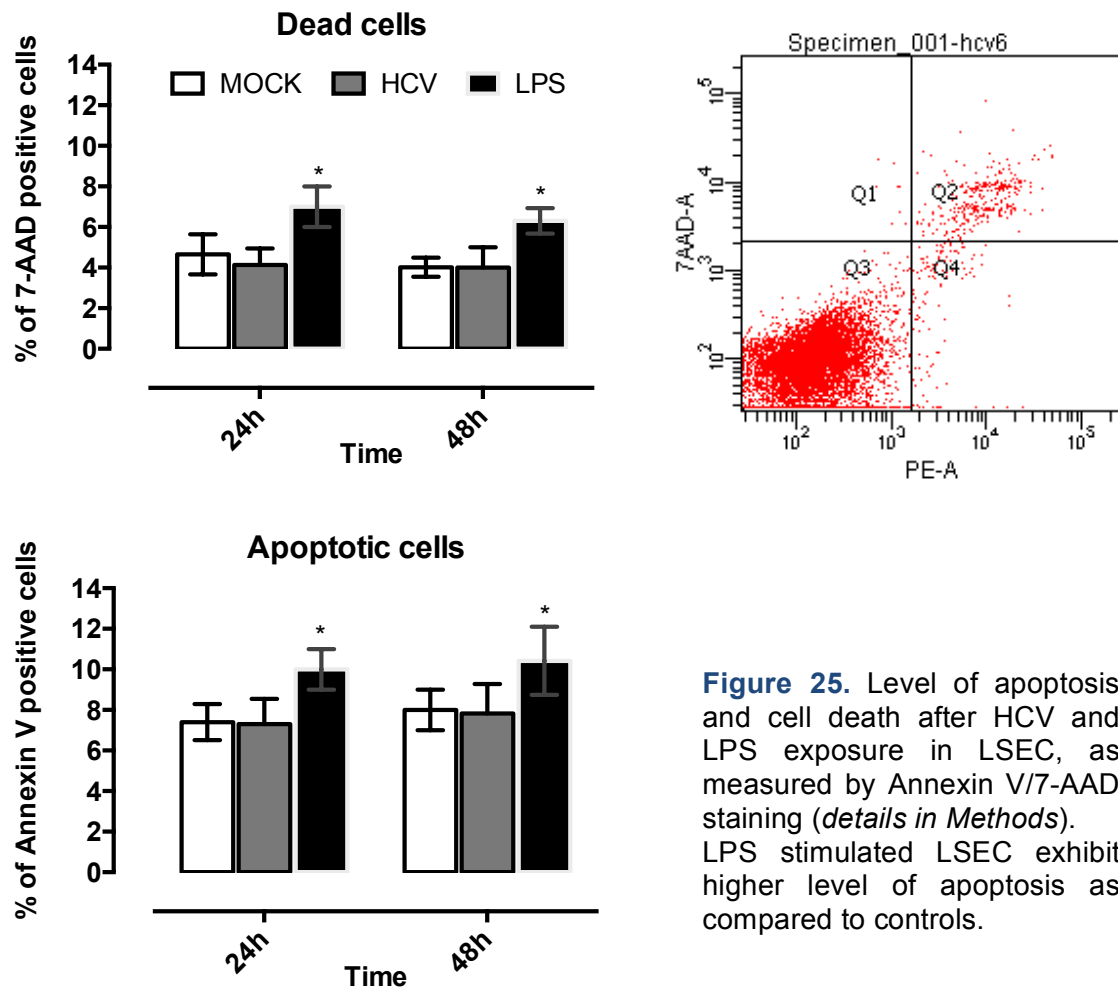 Dead cells
% of 7-AAD positive cells
14
12
10
8
6
4
2
0
MOCK HCV LPS
*
*
24h
48h
Time
Specimen_001-hcv6
7AAD-A
10^5
10^4
10^3
10^2
Q1 Q2
Q3 Q4
10^2 10^3 10^4 10^5
PE-A
Apoptotic cells
% of Annexin V positive cells
14
12
10
8
6
4
2
0
*
*
24h
48h
Time
Figure 25. Level of apoptosis
and cell death after HCV and
LPS exposure in LSEC, as
measured by Annexin V/7-AAD
staining (details in Methods).
LPS stimulated LSEC exhibit
higher level of apoptosis as
compared to controls.